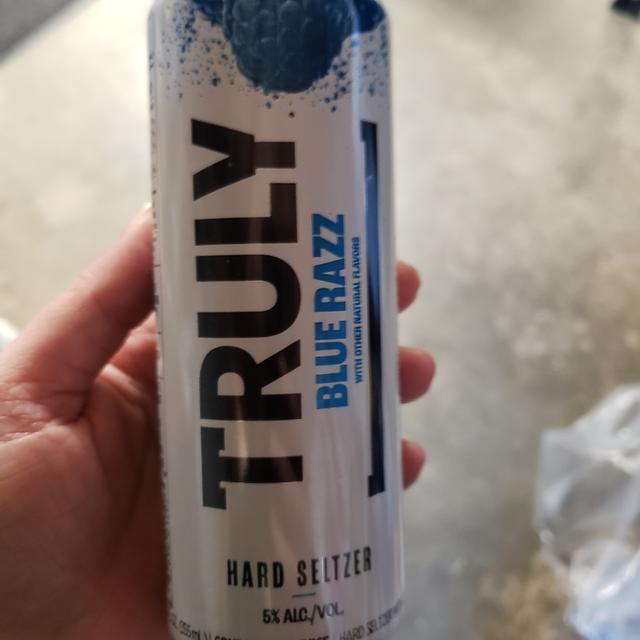 TRULY
BLUE RAZZ
WITH OTHER NATURAL FLAVORS
HARD SELTZER
5% ALC./VOL.